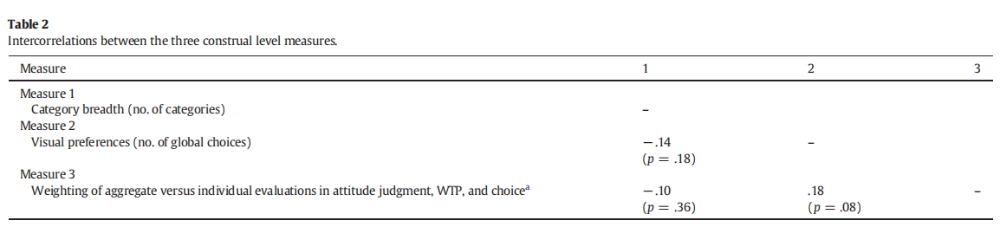 Table 2
Intercorrelations between the three construal level measures.
Measure 1 2 3
Measure 1
Category breadth (no. of categories) –
Measure 2
Visual preferences (no. of global choices) −.14 –
(p = .18)
Measure 3
Weighting of aggregate versus individual evaluations in attitude judgment, WTP, and choiceᵃ −.10 .18 –
(p = .36) (p = .08)